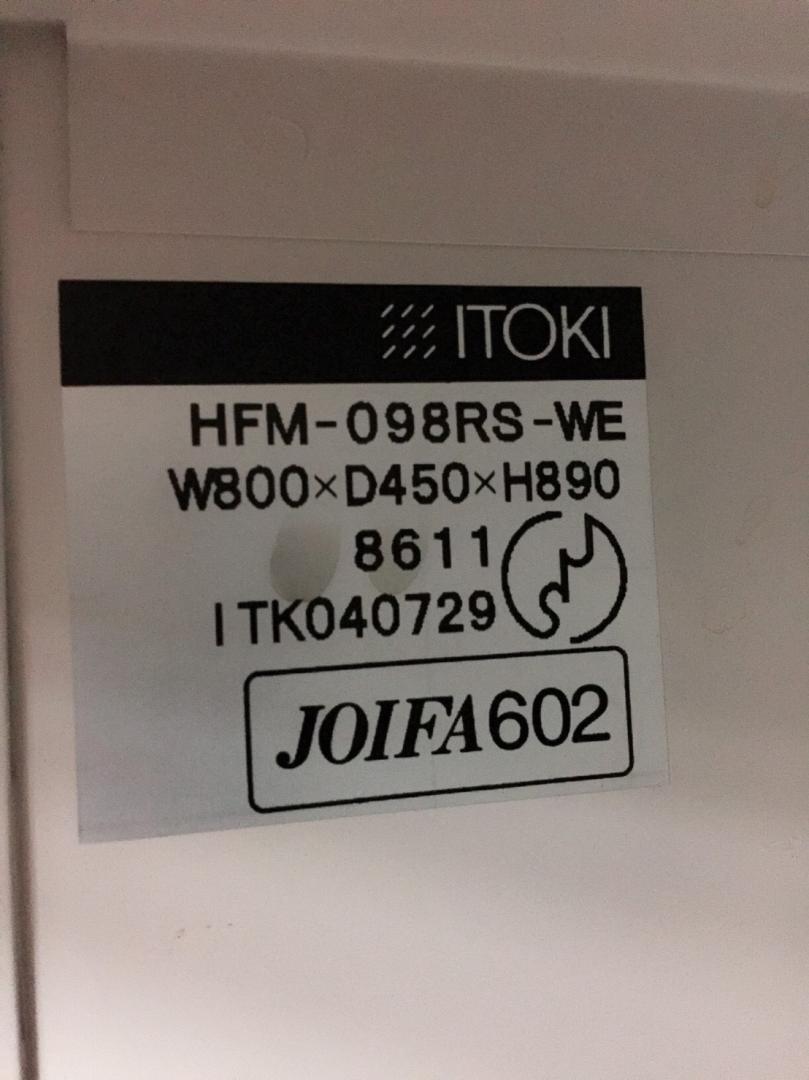 ITOKI
HFM-098RS-WE
W800×D450×H890
8611
ITK040729
JOIFA602